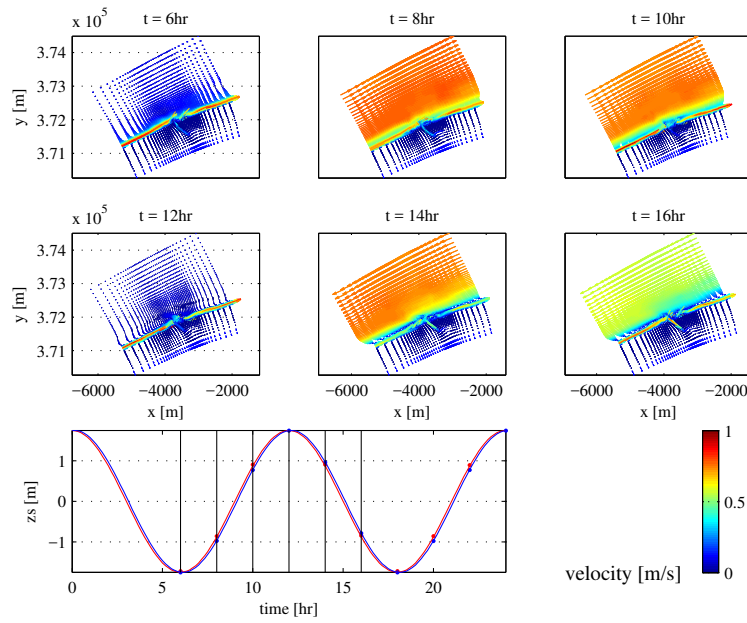 x 10^5
t = 6hr
t = 8hr
t = 10hr
3.74
3.73
3.72
3.71
y [m]
x 10^5
t = 12hr
t = 14hr
t = 16hr
3.74
3.73
3.72
3.71
y [m]
−6000 −4000 −2000
−6000 −4000 −2000
−6000 −4000 −2000
x [m]
x [m]
x [m]
1
0
−1
zs [m]
0 5 10 15 20
time [hr]
1
0.5
0
velocity [m/s]